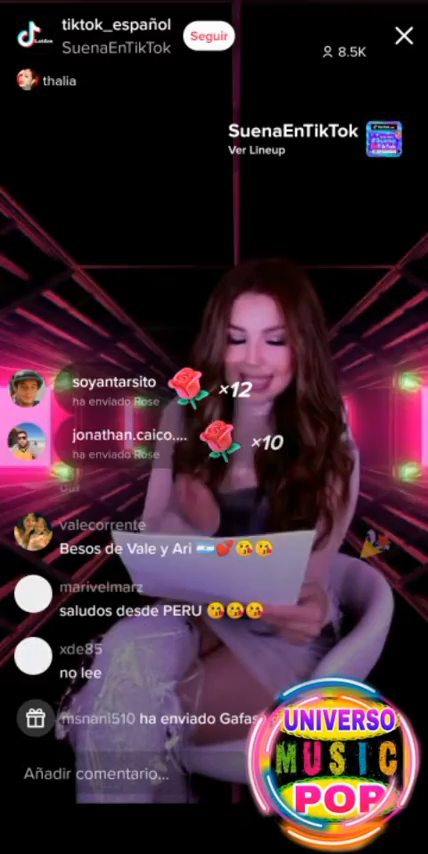 tiktok_español
SuenaEnTikTok
Seguir
8.5K
thalia
SuenaEnTikTok
Ver Lineup
soyantarsito
ha enviado Rose
×12
jonathan.caico....
ha enviado Rose
×10
valecorrente
Besos de Vale y Ari 🇦🇷💕😘😘
marivelmarz
saludos desde PERU 😘😘😘
xde85
no lee
msnani510 ha enviado Gafas
Añadir comentario...
UNIVERSO
MUSIC
POP